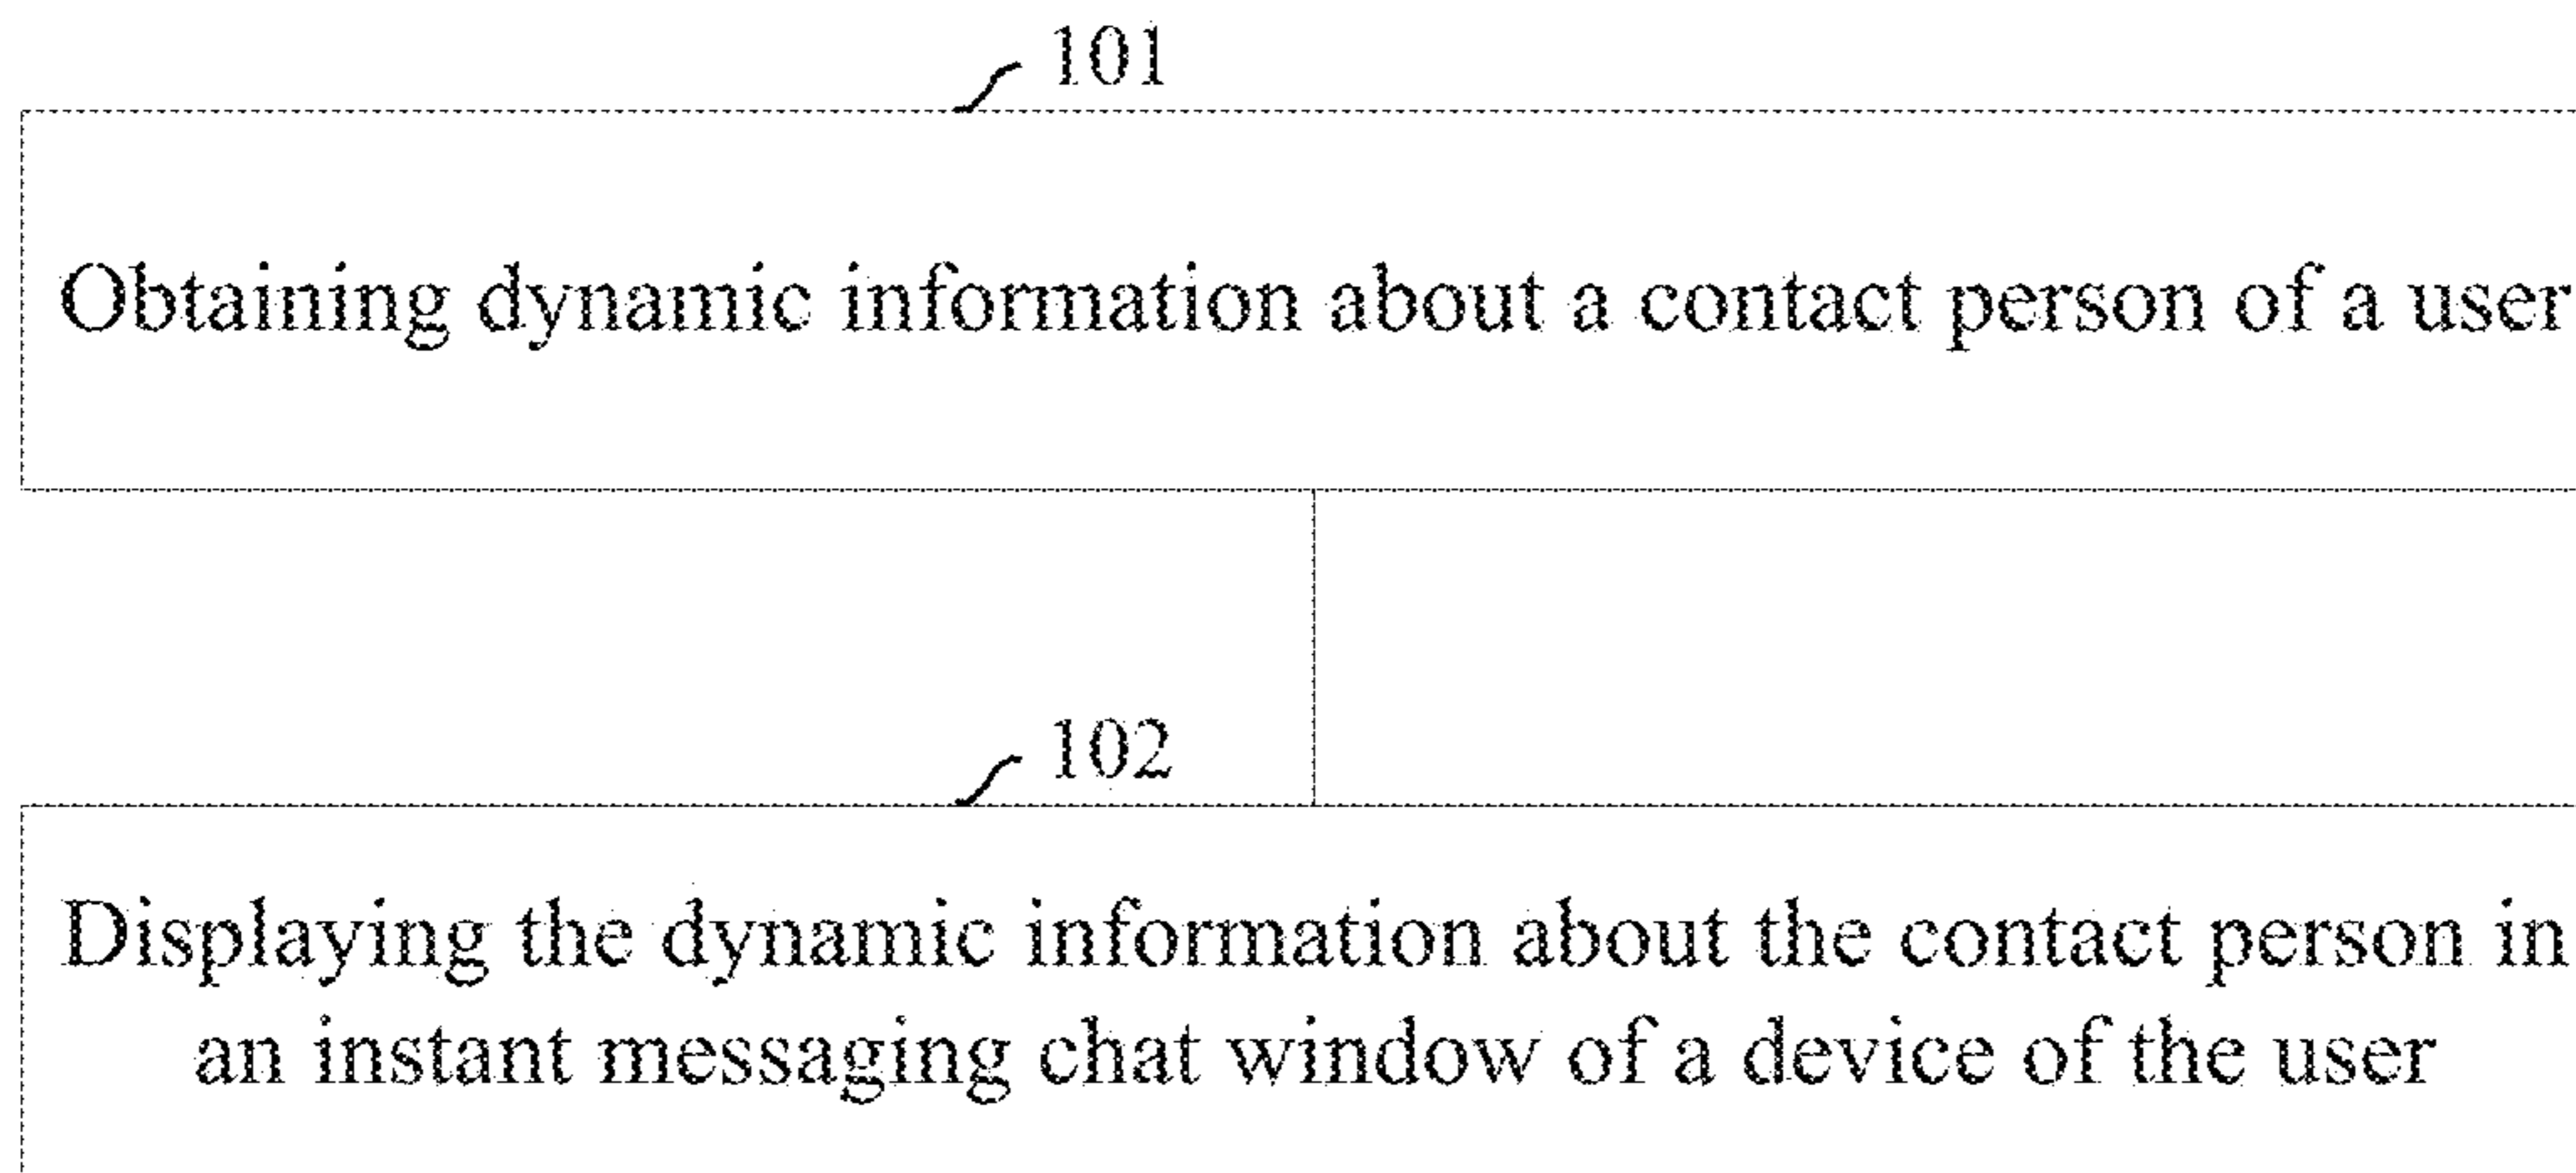 101
Obtaining dynamic information about a contact person of a user
102
Displaying the dynamic information about the contact person in
an instant messaging chat window of a device of the user